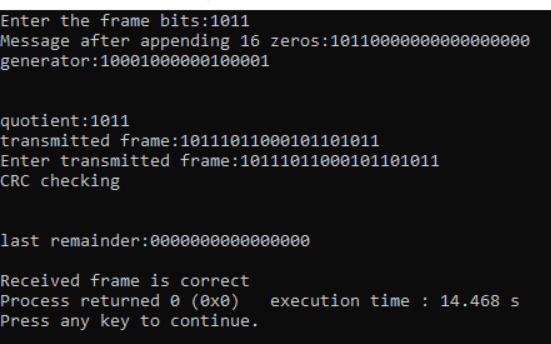 Enter the frame bits:1011
Message after appending 16 zeros:10110000000000000000
generator:10001000000100001
quotient:1011
transmitted frame:10111011000101101011
Enter transmitted frame:10111011000101101011
CRC checking
last remainder:0000000000000000
Received frame is correct
Process returned 0 (0x0)   execution time : 14.468 s
Press any key to continue.